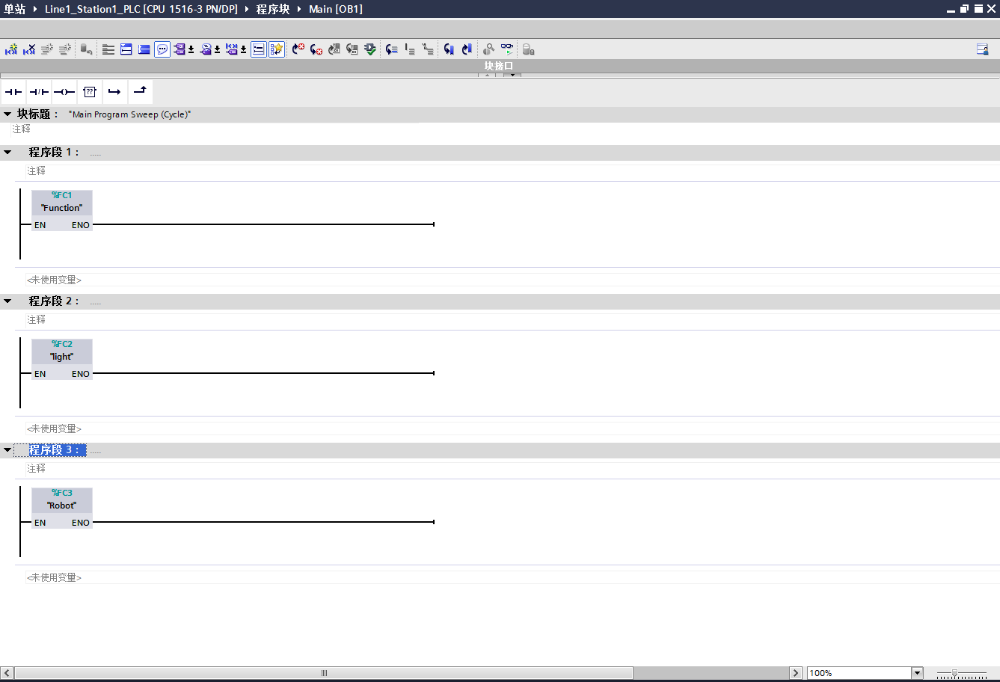 单站 Line1_Station1_PLC [CPU 1516-3 PN/DP] 程序块 Main [OB1]
块接口
??
块标题： "Main Program Sweep (Cycle)"
注释
程序段 1： .....
注释
%FC1
"Function"
EN ENO
<未使用变量>
程序段 2： .....
注释
%FC2
"light"
EN ENO
<未使用变量>
程序段 3： .....
注释
%FC3
"Robot"
EN ENO
<未使用变量>
100%